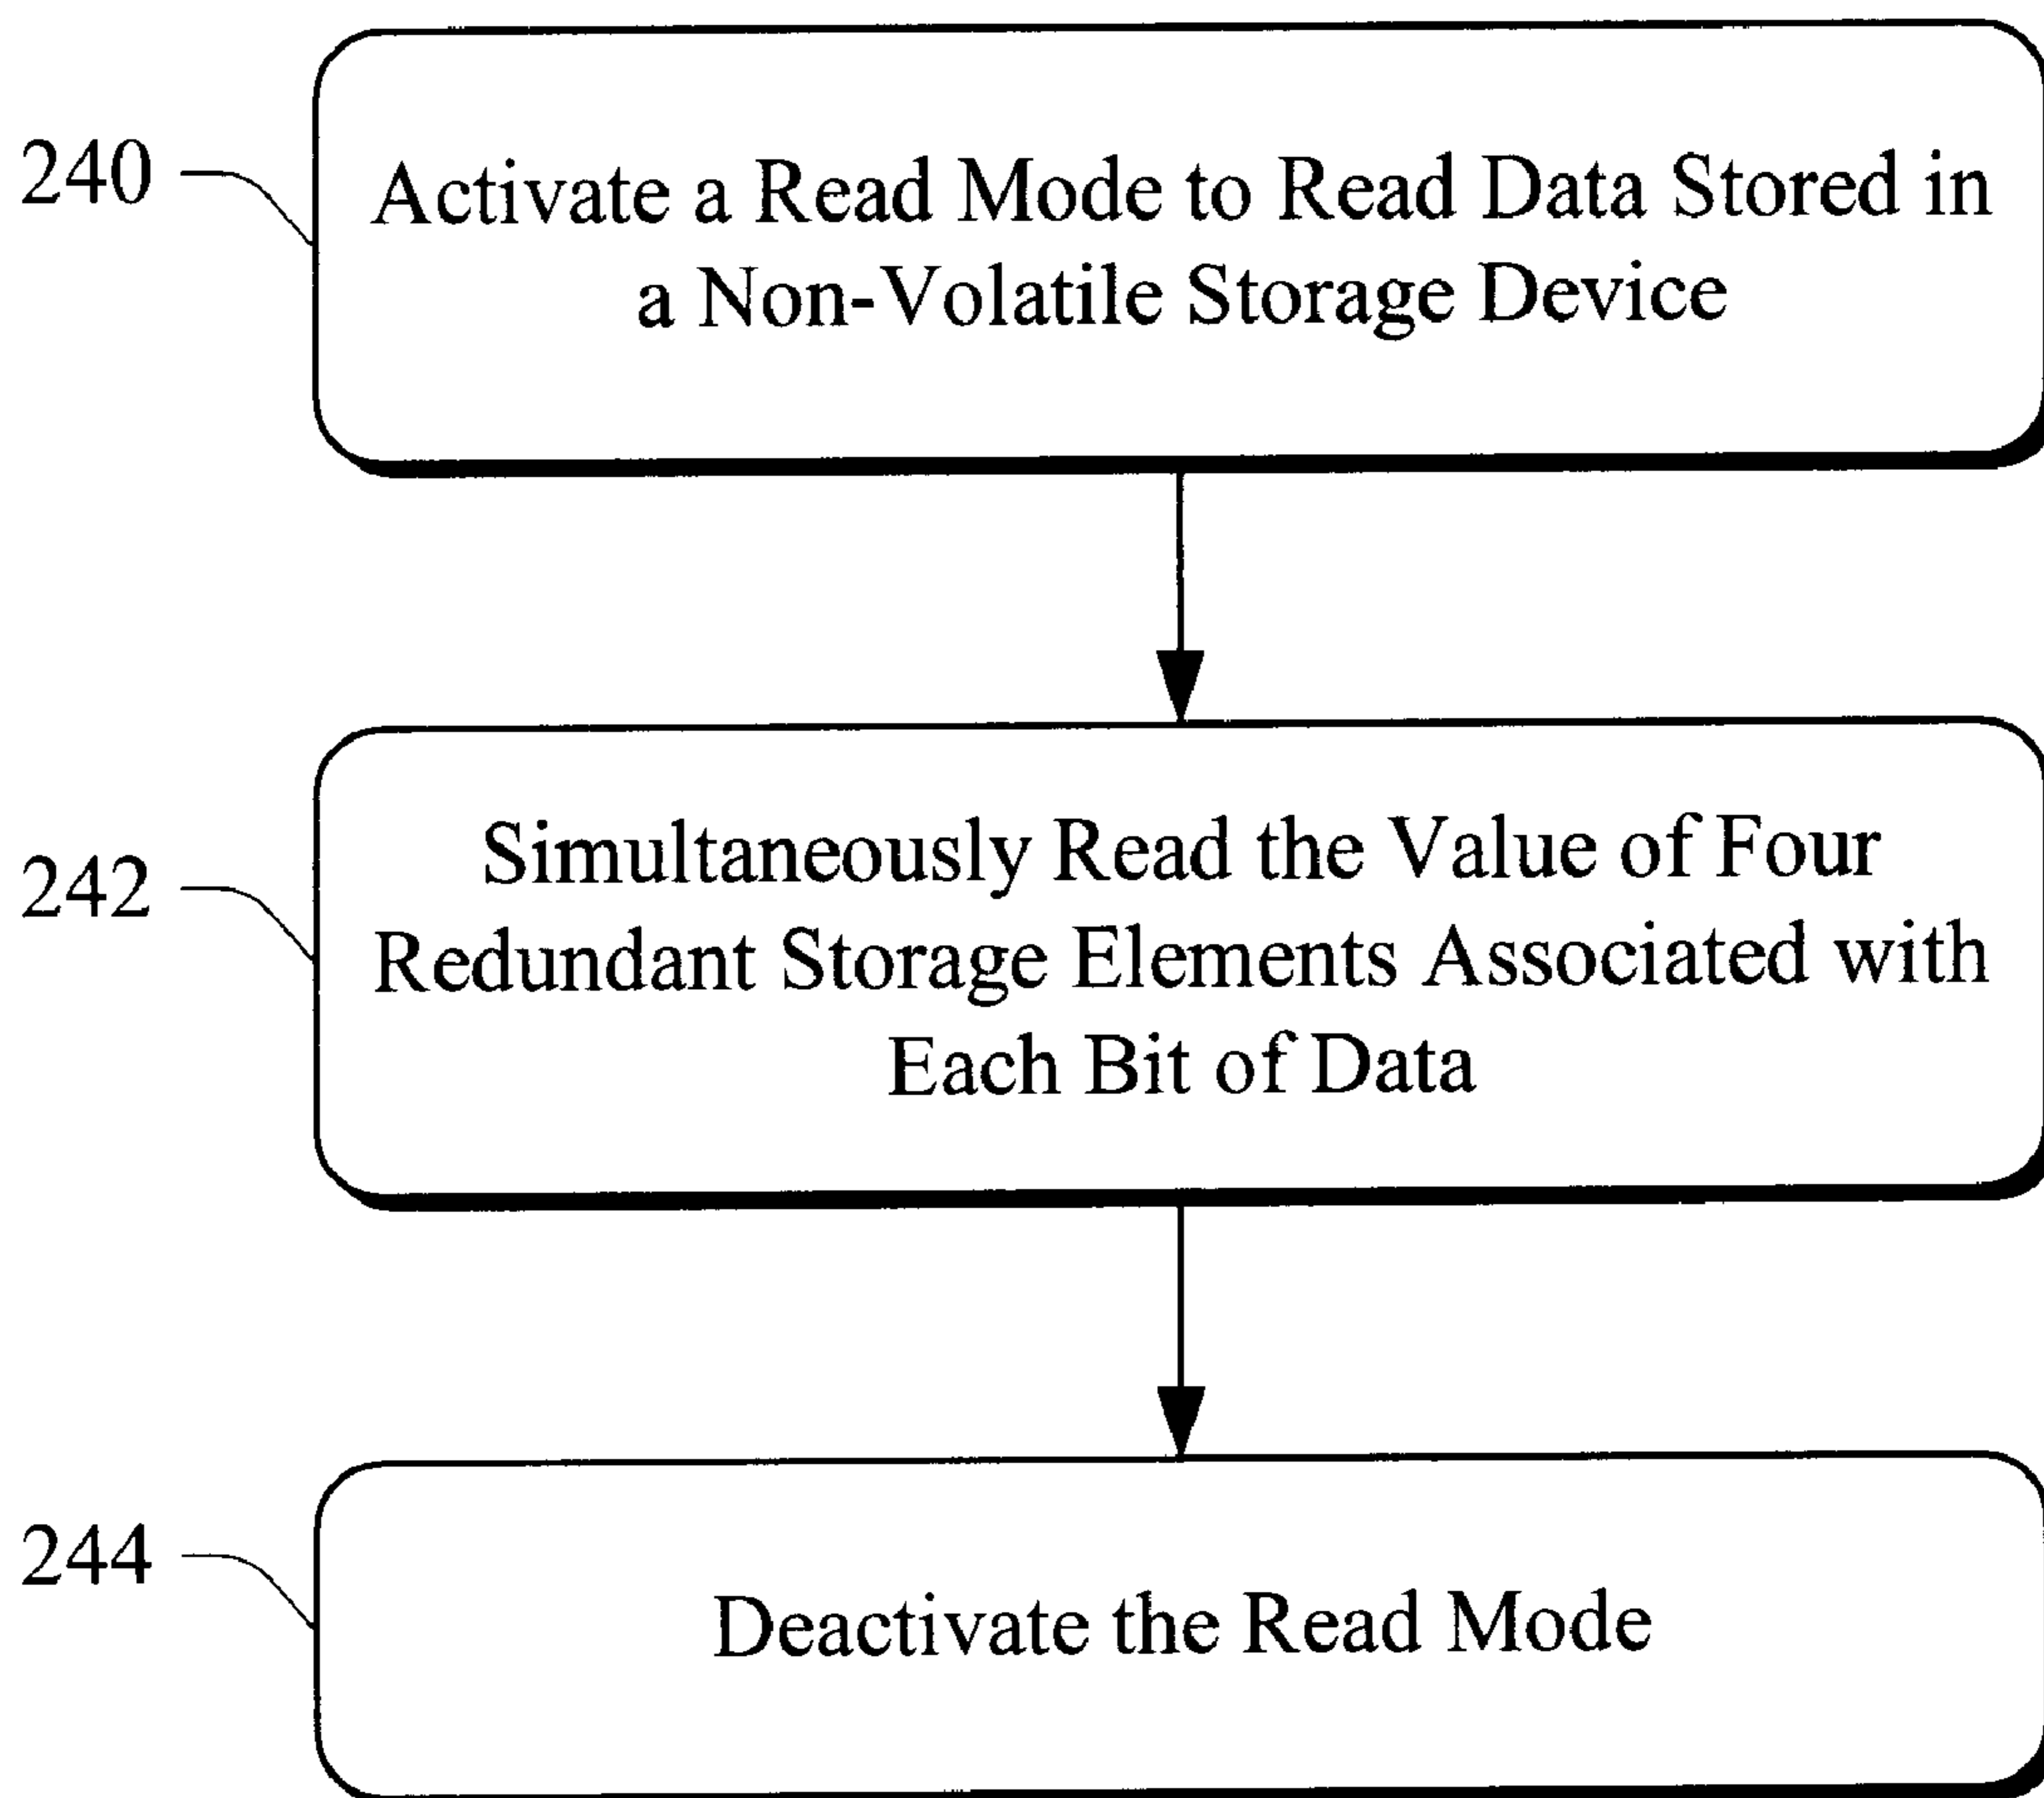 240
Activate a Read Mode to Read Data Stored in
a Non-Volatile Storage Device
242
Simultaneously Read the Value of Four
Redundant Storage Elements Associated with
Each Bit of Data
244
Deactivate the Read Mode